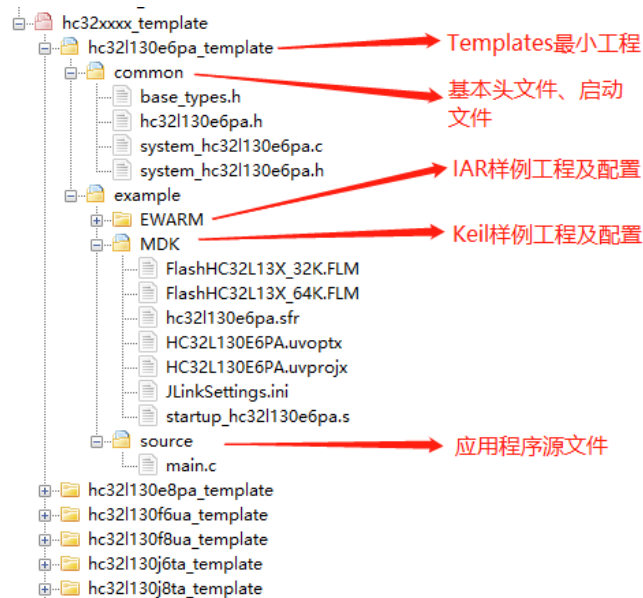 hc32xxxx_template
hc32l130e6pa_template
Templates最小工程
common
基本头文件、启动
文件
base_types.h
hc32l130e6pa.h
system_hc32l130e6pa.c
system_hc32l130e6pa.h
IAR样例工程及配置
example
EWARM
Keil样例工程及配置
MDK
FlashHC32L13X_32K.FLM
FlashHC32L13X_64K.FLM
hc32l130e6pa.sfr
HC32L130E6PA.uvoptx
HC32L130E6PA.uvprojx
JLinkSettings.ini
startup_hc32l130e6pa.s
source
应用程序源文件
main.c
hc32l130e8pa_template
hc32l130f6ua_template
hc32l130f8ua_template
hc32l130j6ta_template
hc32l130j8ta_template